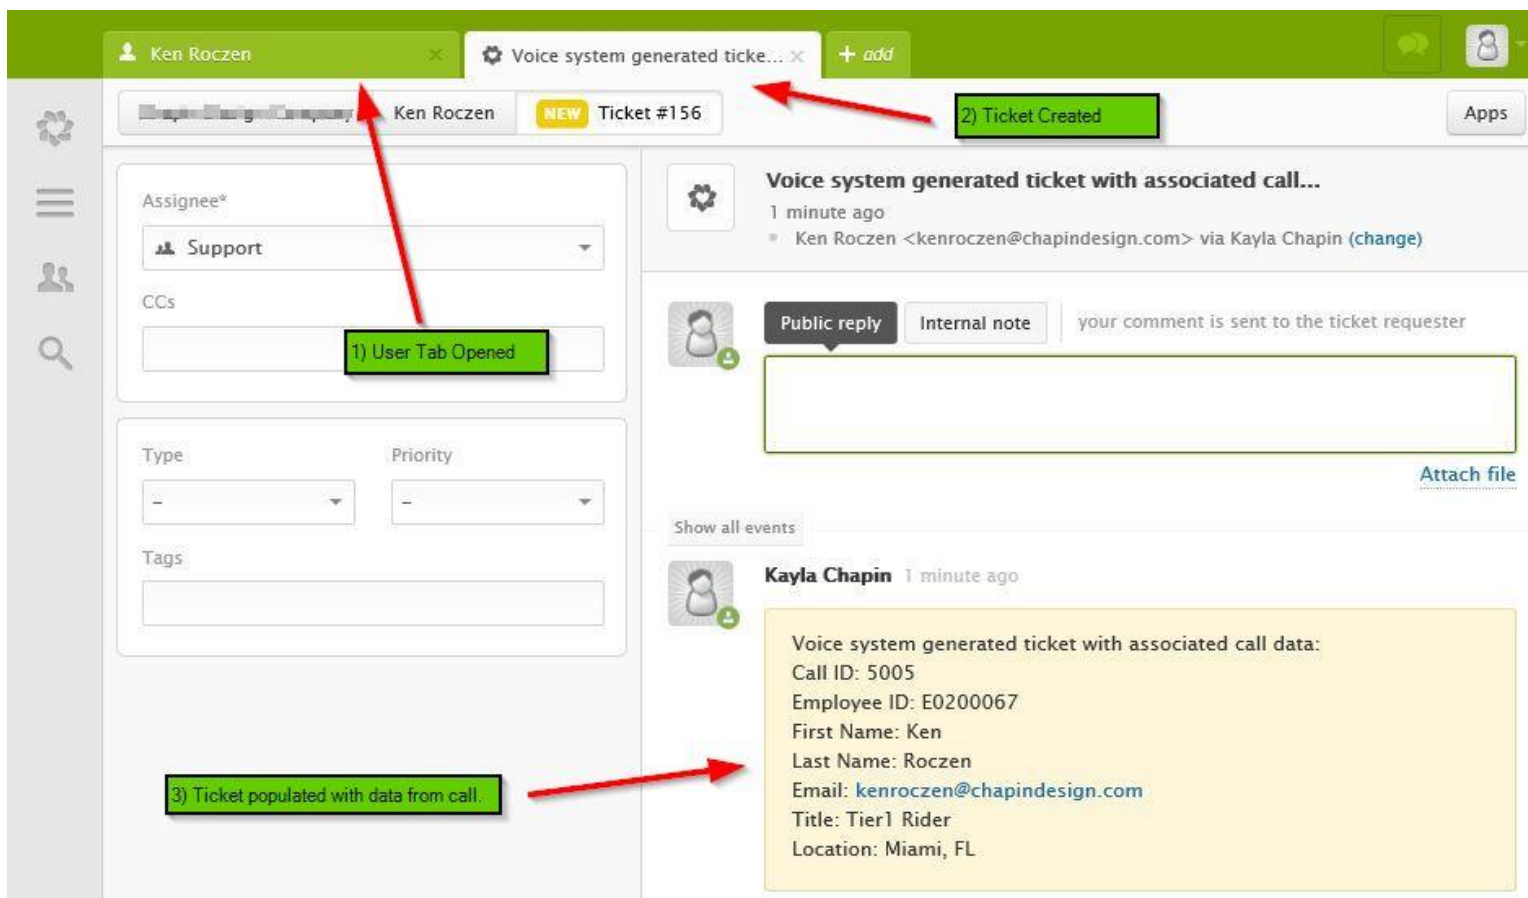 Ken Roczen
Voice system generated ticke...
+ add
Ken Roczen
NEW Ticket #156
2) Ticket Created
Apps
Assignee*
Support
CCs
1) User Tab Opened
Type
Priority
-
-
Tags
3) Ticket populated with data from call.
Voice system generated ticket with associated call...
1 minute ago
Ken Roczen <kenroczen@chapindesign.com> via Kayla Chapin (change)
Public reply
Internal note
your comment is sent to the ticket requester
Attach file
Show all events
Kayla Chapin 1 minute ago
Voice system generated ticket with associated call data:
Call ID: 5005
Employee ID: E0200067
First Name: Ken
Last Name: Roczen
Email: kenroczen@chapindesign.com
Title: Tier1 Rider
Location: Miami, FL